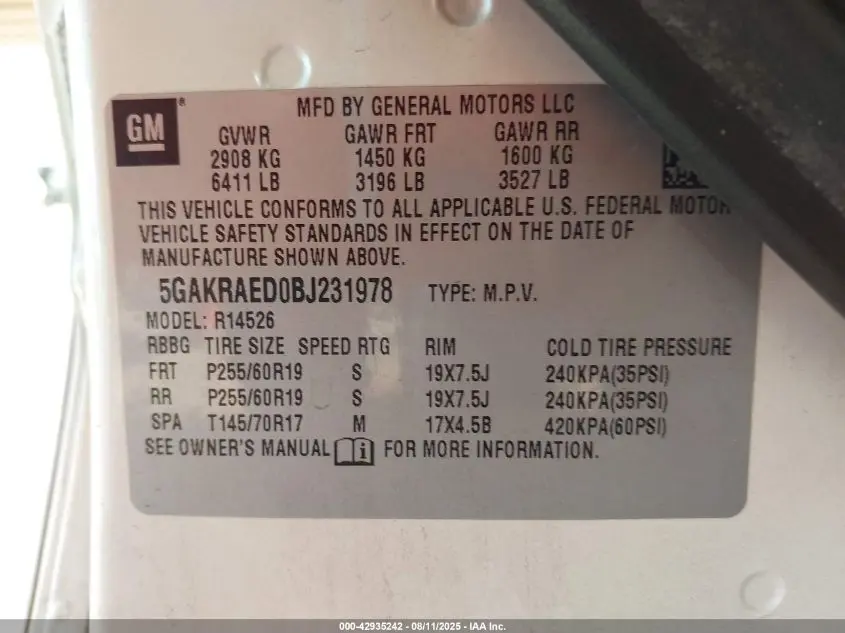 GM®
MFD BY GENERAL MOTORS LLC
GVWR GAWR FRT GAWR RR
2908 KG 1450 KG 1600 KG
6411 LB 3196 LB 3527 LB
THIS VEHICLE CONFORMS TO ALL APPLICABLE U.S. FEDERAL MOTOR
VEHICLE SAFETY STANDARDS IN EFFECT ON THE DATE OF
MANUFACTURE SHOWN ABOVE.
5GAKRAED0BJ231978 TYPE: M.P.V.
MODEL: R14526
RBBG TIRE SIZE SPEED RTG RIM COLD TIRE PRESSURE
FRT P255/60R19 S 19X7.5J 240KPA(35PSI)
RR P255/60R19 S 19X7.5J 240KPA(35PSI)
SPA T145/70R17 M 17X4.5B 420KPA(60PSI)
SEE OWNER'S MANUAL i FOR MORE INFORMATION.
000-42935242 - 08/11/2025 - IAA Inc.